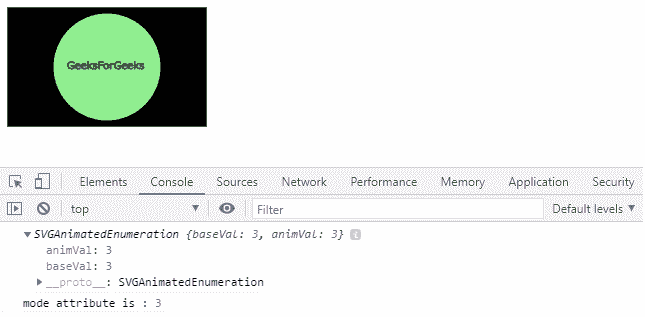 GeeksForGeeks
Elements Console Sources Network Performance Memory Application Security
top Filter Default levels
SVGAnimatedEnumeration {baseVal: 3, animVal: 3} i
animVal: 3
baseVal: 3
__proto__: SVGAnimatedEnumeration
mode attribute is : 3